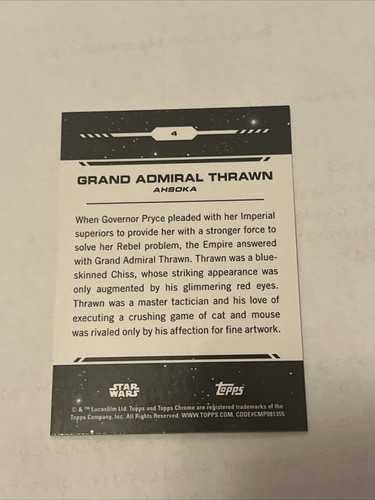 4
GRAND ADMIRAL THRAWN
AHSOKA
When Governor Pryce pleaded with her Imperial
superiors to provide her with a stronger force to
solve her Rebel problem, the Empire answered
with Grand Admiral Thrawn. Thrawn was a blue-
skinned Chiss, whose striking appearance was
only augmented by his glimmering red eyes.
Thrawn was a master tactician and his love of
executing a crushing game of cat and mouse
was rivaled only by his affection for fine artwork.
STAR WARS
Topps
© & ™ Lucasfilm Ltd. Topps and Topps Chrome are registered trademarks of the
Topps Company, Inc. All Rights Reserved. WWW.TOPPS.COM. CODE#CMP081355